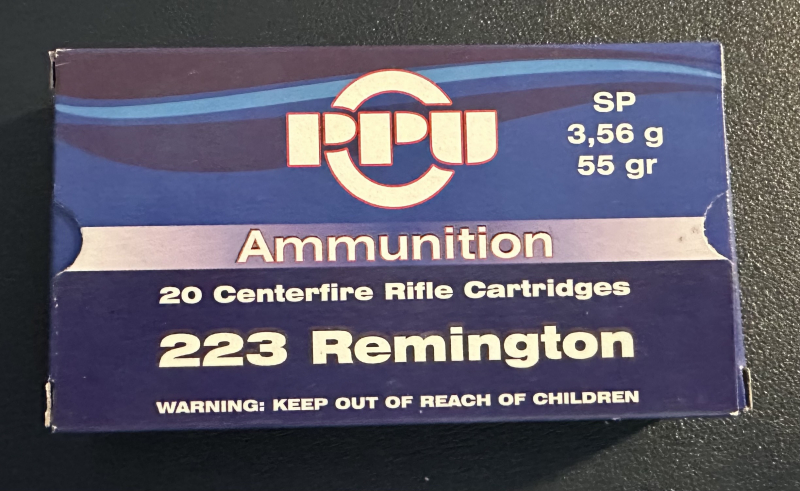 PPU
SP
3,56 g
55 gr
Ammunition
20 Centerfire Rifle Cartridges
223 Remington
WARNING: KEEP OUT OF REACH OF CHILDREN